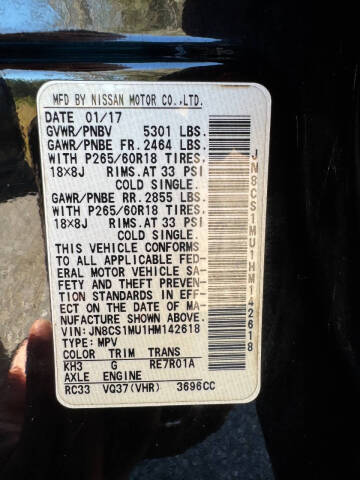 MFD BY NISSAN MOTOR CO.,LTD.
DATE 01/17
GVWR/PNBV 5301 LBS.
GAWR/PNBE FR. 2464 LBS.
WITH P265/60R18 TIRES,
18x8J RIMS.AT 33 PSI
COLD SINGLE.
GAWR/PNBE RR. 2855 LBS.
WITH P265/60R18 TIRES,
18x8J RIMS.AT 33 PSI
COLD SINGLE.
THIS VEHICLE CONFORMS
TO ALL APPLICABLE FED-
ERAL MOTOR VEHICLE SA-
FETY AND THEFT PREVEN-
TION STANDARDS IN EFF-
ECT ON THE DATE OF MA-
NUFACTURE SHOWN ABOVE.
VIN:JN8CS1MU1HM142618
TYPE: MPV
COLOR TRIM TRANS
KH3 G RE7R01A
AXLE ENGINE
RC33 VQ37(VHR) 3696CC
JN8CS1MU1HM142618